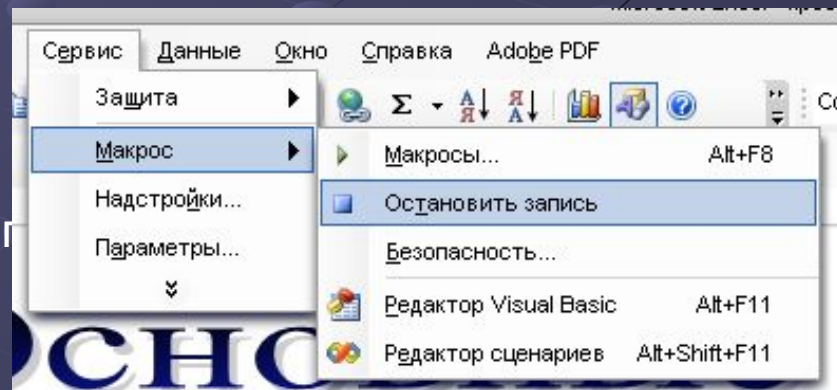 Сервис Данные Окно Справка Adobe PDF
Защита
Макрос
Надстройки...
Параметры...
Макросы... Alt+F8
Остановить запись
Безопасность...
Редактор Visual Basic Alt+F11
Редактор сценариев Alt+Shift+F11